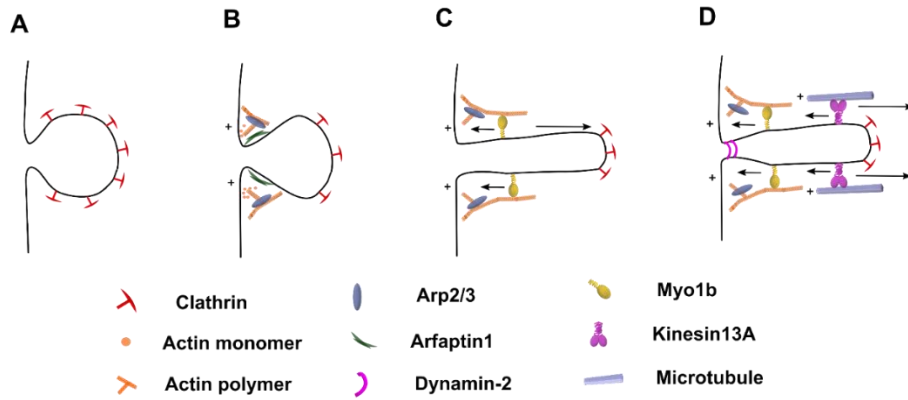 A B C D
+ + + +
+ +
+ +
Clathrin Arp2/3 Myo1b
Actin monomer Arfaptin1 Kinesin13A
Actin polymer Dynamin-2 Microtubule